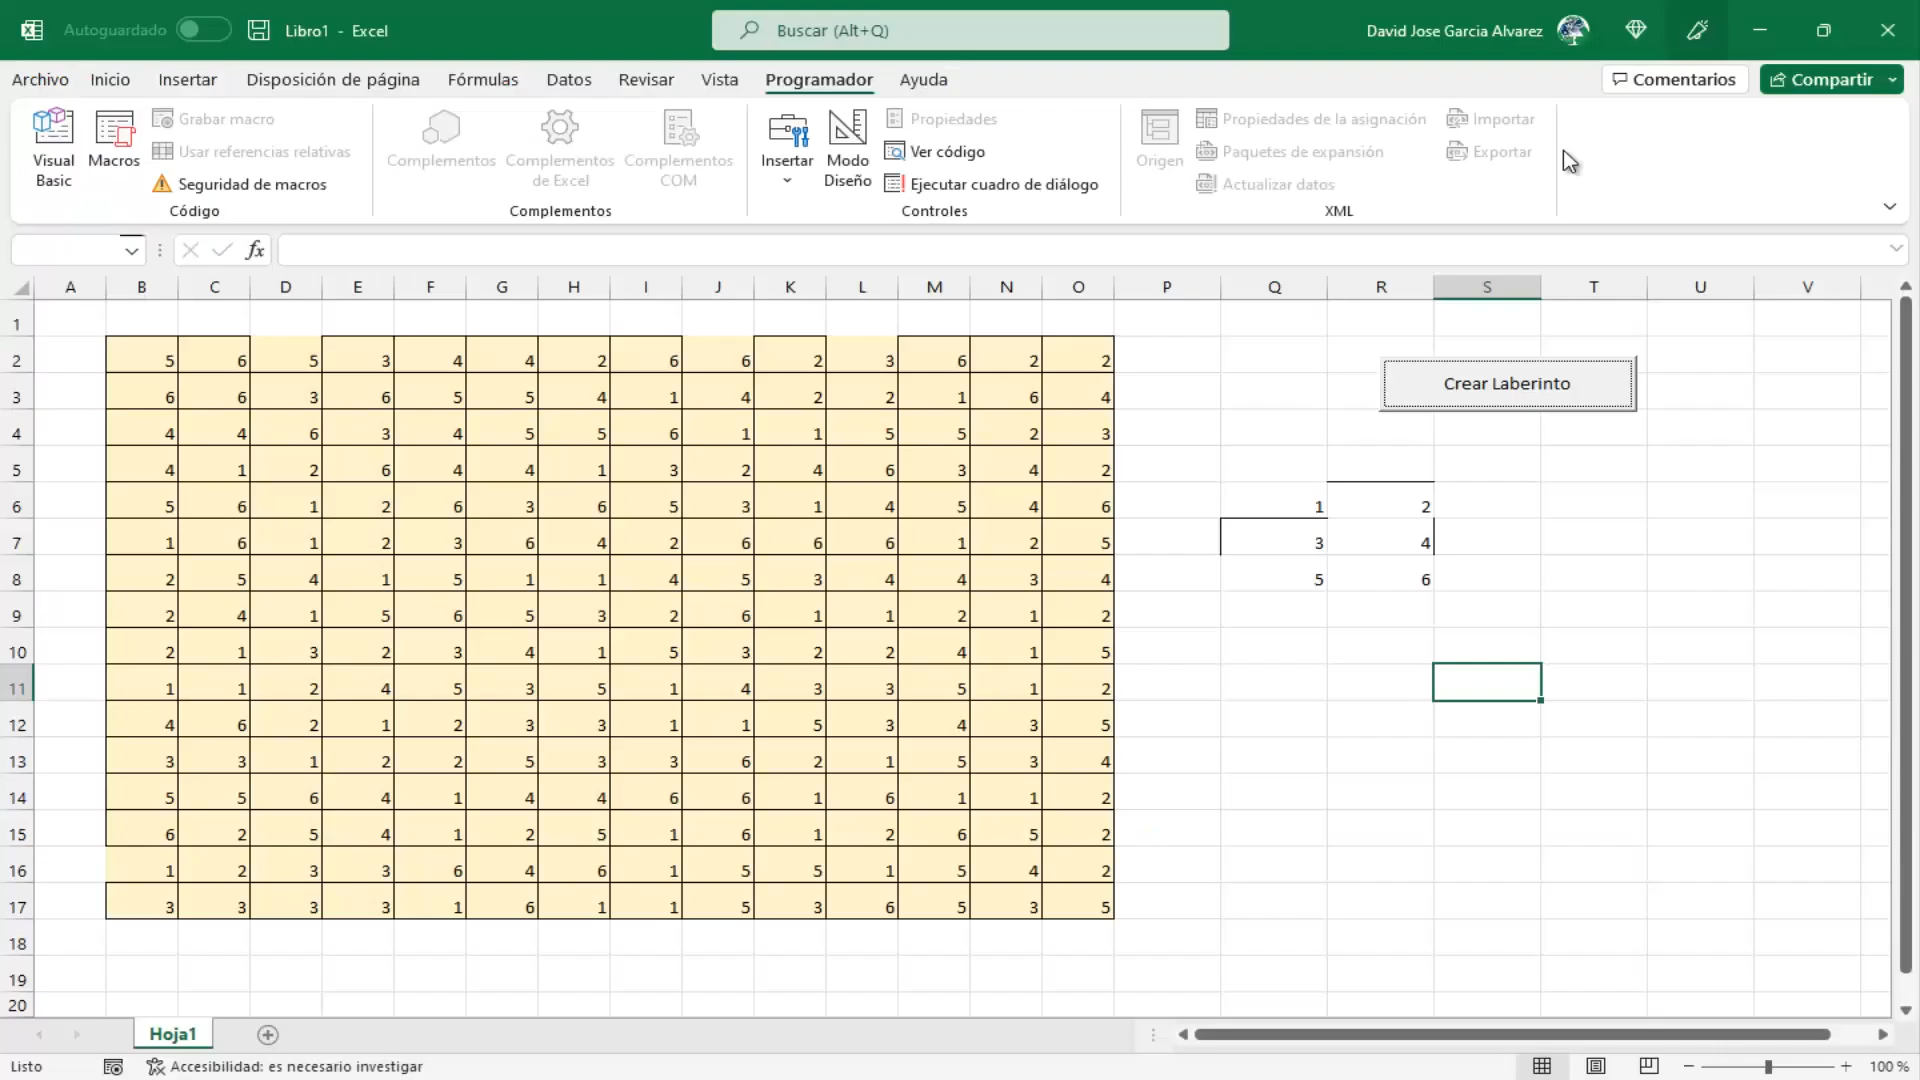 Autoguardado Libro1 - Excel Buscar (Alt+Q) David Jose Garcia Alvarez
Archivo Inicio Insertar Disposición de página Fórmulas Datos Revisar Vista Programador Ayuda Comentarios Compartir
Visual Basic Macros Grabar macro Usar referencias relativas Seguridad de macros
Complementos Complementos de Excel Complementos COM
Insertar Modo Diseño Propiedades Ver código Ejecutar cuadro de diálogo
Origen Propiedades de la asignación Paquetes de expansión Actualizar datos Importar Exportar
Código Complementos Controles XML
fx
A B C D E F G H I J K L M N O P Q R S T U V
1
2 5 6 5 3 4 4 2 6 6 2 3 6 2 2
Crear Laberinto
3 6 6 3 6 5 5 4 1 4 2 2 1 6 4
4 4 4 6 3 4 5 5 6 1 1 5 5 2 3
5 4 1 2 6 4 4 1 3 2 4 6 3 4 2
6 5 6 1 2 6 3 6 5 3 1 4 5 4 6 1 2
7 1 6 1 2 3 6 4 2 6 6 6 1 2 5 3 4
8 2 5 4 1 5 1 1 4 5 3 4 4 3 4 5 6
9 2 4 1 5 6 5 3 2 6 1 1 2 1 2
10 2 1 3 2 3 4 1 5 3 2 2 4 1 5
11 1 1 2 4 5 3 5 1 4 3 3 5 1 2
12 4 6 2 1 2 3 3 1 1 5 3 4 3 5
13 3 3 1 2 2 5 3 3 6 2 1 5 3 4
14 5 5 6 4 1 4 4 6 6 1 6 1 1 2
15 6 2 5 4 1 2 5 1 6 1 2 6 5 2
16 1 2 3 3 6 4 6 1 5 5 1 5 4 2
17 3 3 3 3 1 6 1 1 5 3 6 5 3 5
18
19
20
Hoja1
Listo Accesibilidad: es necesario investigar 100 %